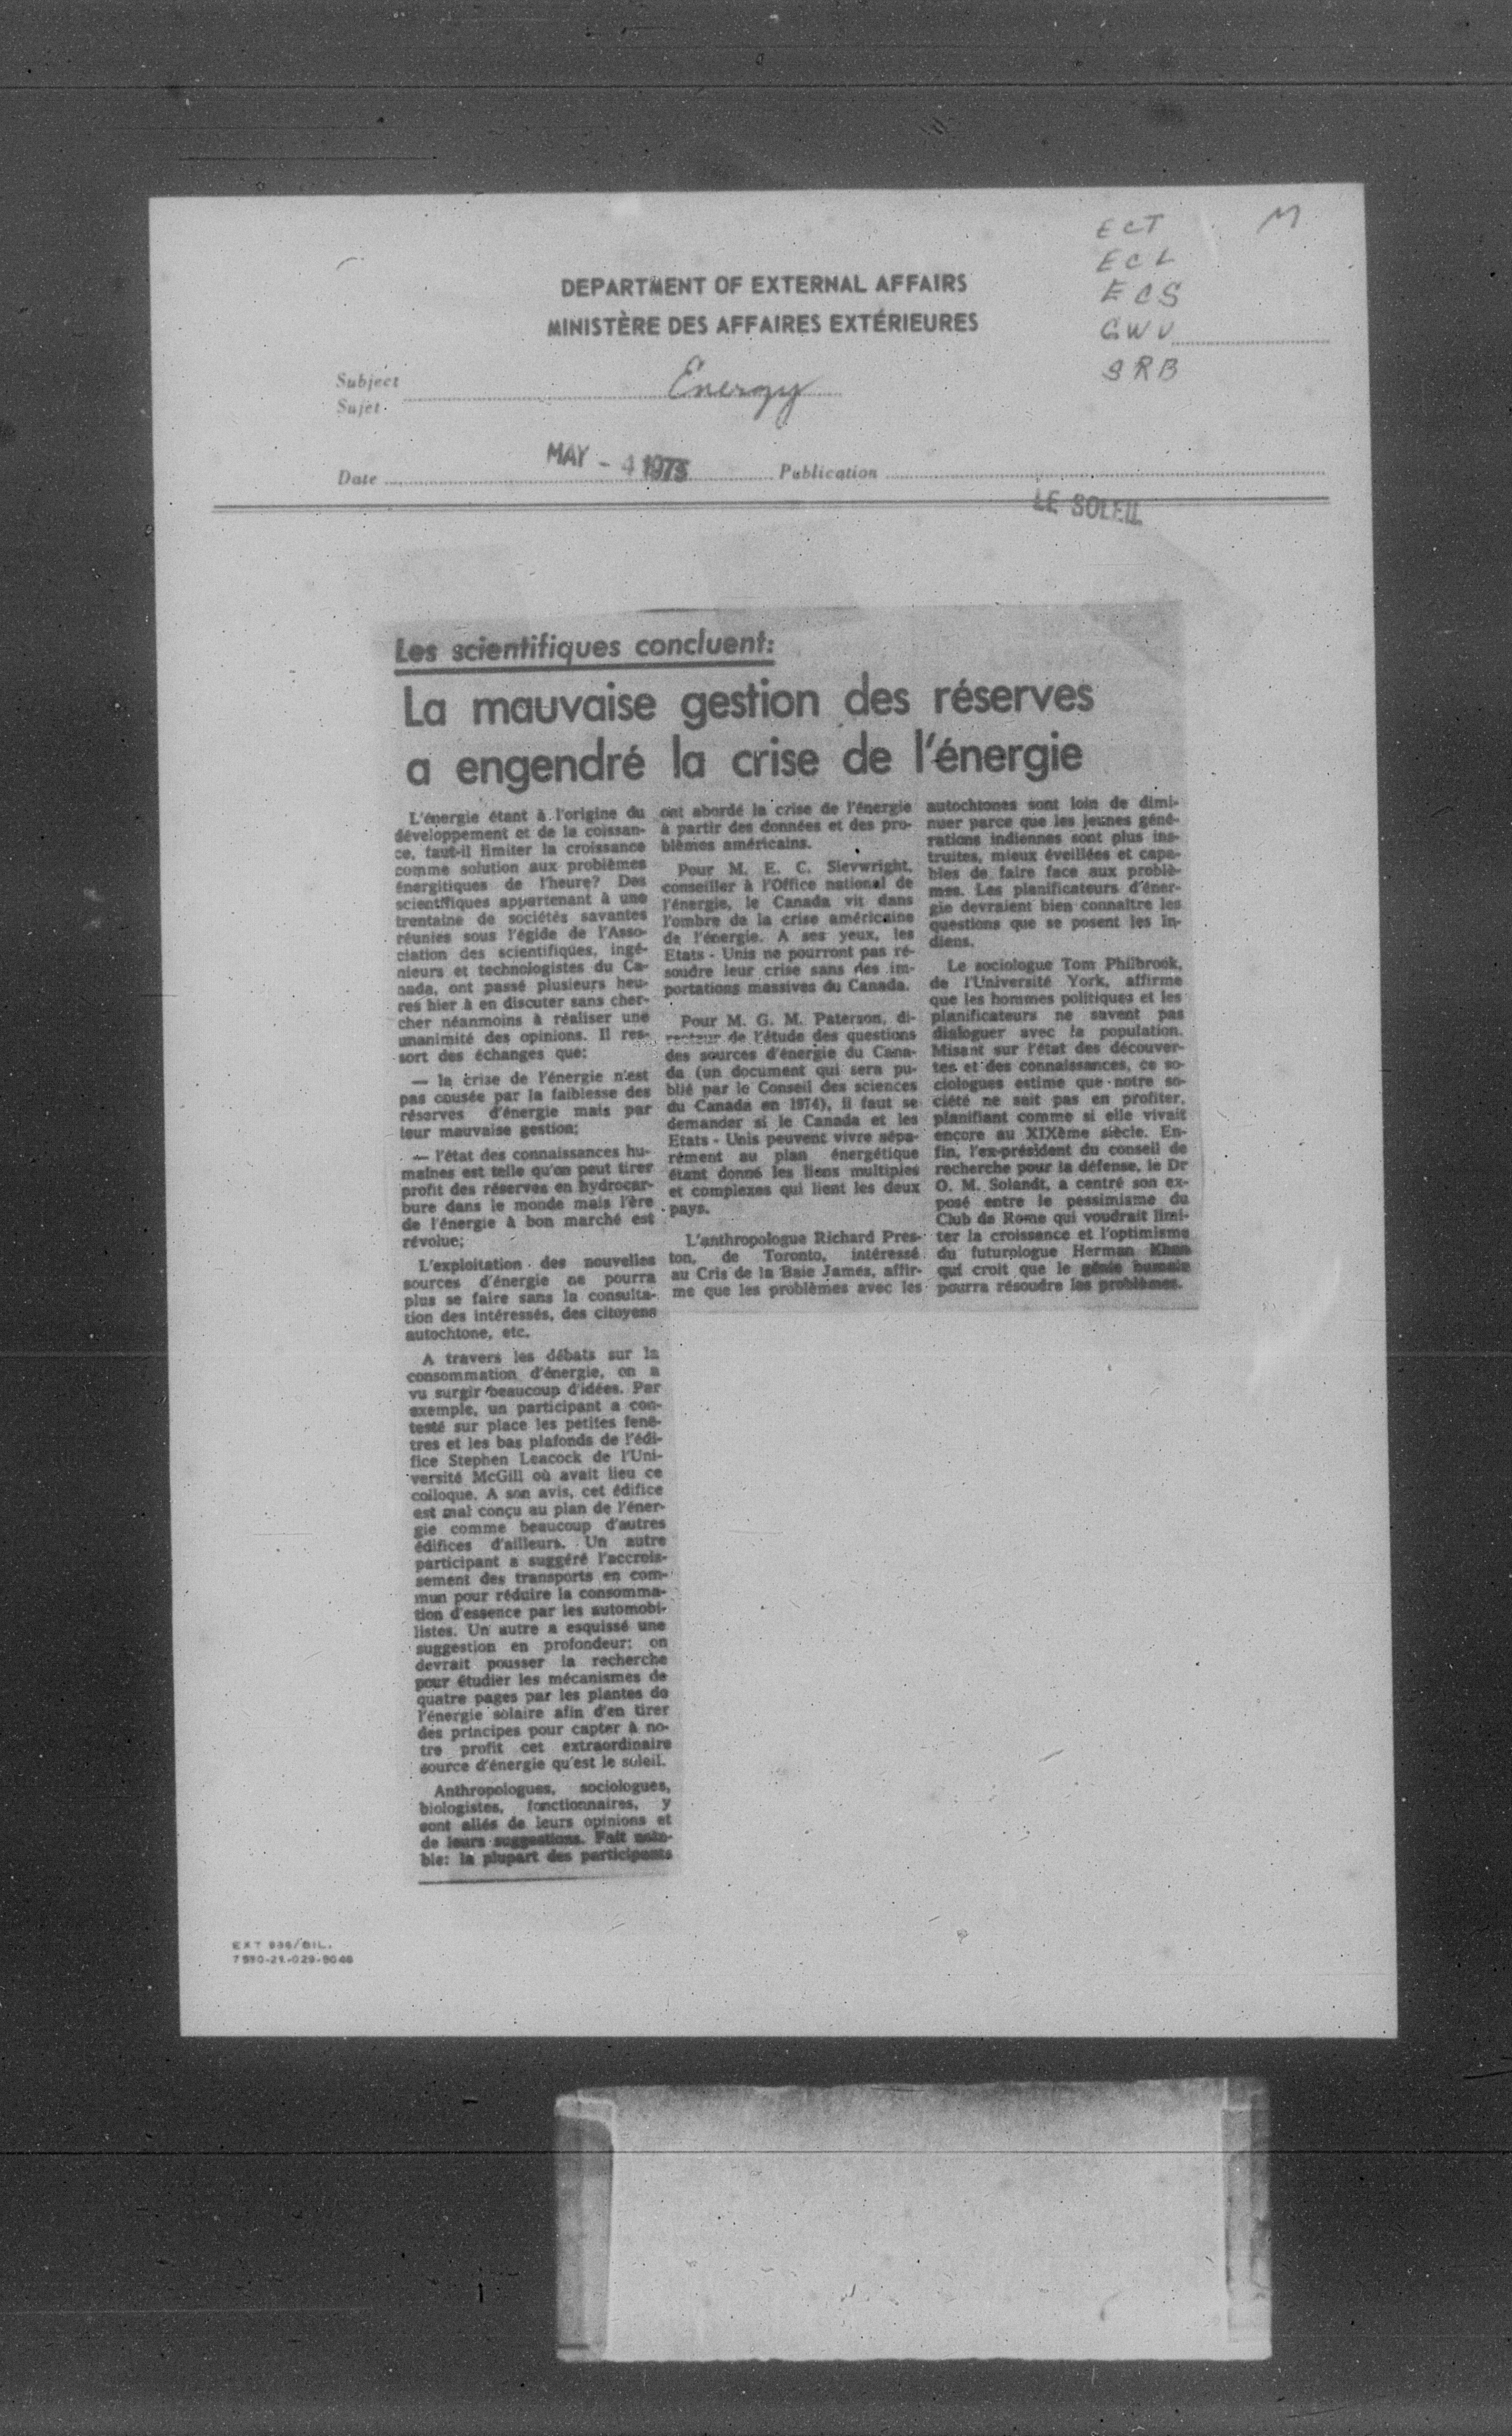 ECT
M
ECL
ECS
GWU
SRB
DEPARTMENT OF EXTERNAL AFFAIRS
MINISTÈRE DES AFFAIRES EXTÉRIEURES
Subject
Sujet
Energy
Date
MAY - 4
Publication
LE SOLEIL
Les scientifiques concluent:
La mauvaise gestion des réserves
a engendré la crise de l'énergie
L'énergie étant à l'origine du
développement et de la coissan-
ce, faut-il limiter la croissance
comme solution aux problèmes
énergitiques de l'heure? Des
scientifiques appartenant à une
trentaine de sociétés savantes
réunies sous l'égide de l'Asso-
ciation des scientifiques, ingé-
nieurs et technologistes du Ca-
nada, ont passé plusieurs heu-
res hier à en discuter sans cher-
cher néanmoins à réaliser une
unanimité des opinions. Il res-
sort des échanges que:
— la crise de l'énergie n'est
pas cousée par la faiblesse des
réserves d'énergie mais par
leur mauvaise gestion;
— l'état des connaissances hu-
maines est telle qu'on peut tirer
profit des réserves en hydrocar-
bure dans le monde mais l'ère
de l'énergie à bon marché est
révolue;
L'exploitation des nouvelles
sources d'énergie ne pourra
plus se faire sans la consulta-
tion des intéressés, des citoyens
autochtone, etc.
A travers les débats sur la
consommation d'énergie, on a
vu surgir beaucoup d'idées. Par
exemple, un participant a con-
testé sur place les petites fenê-
tres et les bas plafonds de l'édi-
fice Stephen Leacock de l'Uni-
versité McGill où avait lieu ce
colloque. A son avis, cet édifice
est mal conçu au plan de l'éner-
gie comme beaucoup d'autres
édifices d'ailleurs. Un autre
participant a suggéré l'accrois-
sement des transports en com-
mun pour réduire la consomma-
tion d'essence par les automobi-
listes. Un autre a esquissé une
suggestion en profondeur: on
devrait pousser la recherche
pour étudier les mécanismes de
quatre pages par les plantes de
l'énergie solaire afin d'en tirer
des principes pour capter à no-
tre profit cet extraordinaire
source d'énergie qu'est le soleil.
Anthropologues, sociologues,
biologistes, fonctionnaires, y
sont allés de leurs opinions et
de leurs suggestions. Fait nota-
ble: la plupart des participants
ont abordé la crise de l'énergie
à partir des données et des pro-
blèmes américains.
Pour M. E. C. Sievwright,
conseiller à l'Office national de
l'énergie, le Canada vit dans
l'ombre de la crise américaine
de l'énergie. A ses yeux, les
Etats - Unis ne pourront pas ré-
soudre leur crise sans des im-
portations massives du Canada.
Pour M. G. M. Paterson, di-
recteur de l'étude des questions
des sources d'énergie du Cana-
da (un document qui sera pu-
blié par le Conseil des sciences
du Canada en 1974), il faut se
demander si le Canada et les
Etats - Unis peuvent vivre sépa-
rément au plan énergétique
étant donné les liens multiples
et complexes qui lient les deux
pays.
L'anthropologue Richard Pres-
ton, de Toronto, intéressé
au Cris de la Baie James, affir-
me que les problèmes avec les
autochtones sont loin de dimi-
nuer parce que les jeunes géné-
rations indiennes sont plus ins-
truites, mieux éveillées et capa-
bles de faire face aux problè-
mes. Les planificateurs d'éner-
gie devraient bien connaître les
questions que se posent les In-
diens.
Le sociologue Tom Philbrook,
de l'Université York, affirme
que les hommes politiques et les
planificateurs ne savent pas
dialoguer avec la population.
Misant sur l'état des découver-
tes et des connaissances, ce so-
ciologues estime que notre so-
ciété ne sait pas en profiter,
planifiant comme si elle vivait
encore au XIXème siècle. En-
fin, l'ex-président du conseil de
recherche pour la défense, le Dr
O. M. Solandt, a centré son ex-
posé entre le pessimisme du
Club de Rome qui voudrait limi-
ter la croissance et l'optimisme
du futurologue Herman Khan
qui croit que le génie humain
pourra résoudre les problèmes.
EXT 936/BIL.